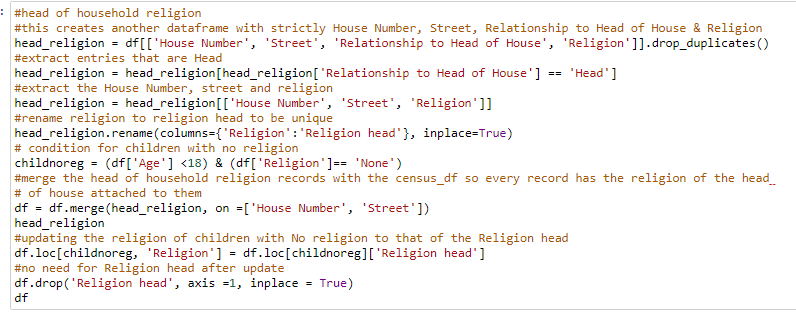 :
#head of household religion
#this creates another dataframe with strictly House Number, Street, Relationship to Head of House & Religion
head_religion = df[['House Number', 'Street', 'Relationship to Head of House', 'Religion']].drop_duplicates()
#extract entries that are Head
head_religion = head_religion[head_religion['Relationship to Head of House'] == 'Head']
#extract the House Number, street and religion
head_religion = head_religion[['House Number', 'Street', 'Religion']]
#rename religion to religion head to be unique
head_religion.rename(columns={'Religion':'Religion head'}, inplace=True)
# condition for children with no religion
childnoreg = (df['Age'] <18) & (df['Religion']== 'None')
#merge the head of household religion records with the census_df so every record has the religion of the head_
# of house attached to them
df = df.merge(head_religion, on =['House Number', 'Street'])
head_religion
#updating the religion of children with No religion to that of the Religion head
df.loc[childnoreg, 'Religion'] = df.loc[childnoreg]['Religion head']
#no need for Religion head after update
df.drop('Religion head', axis =1, inplace = True)
df